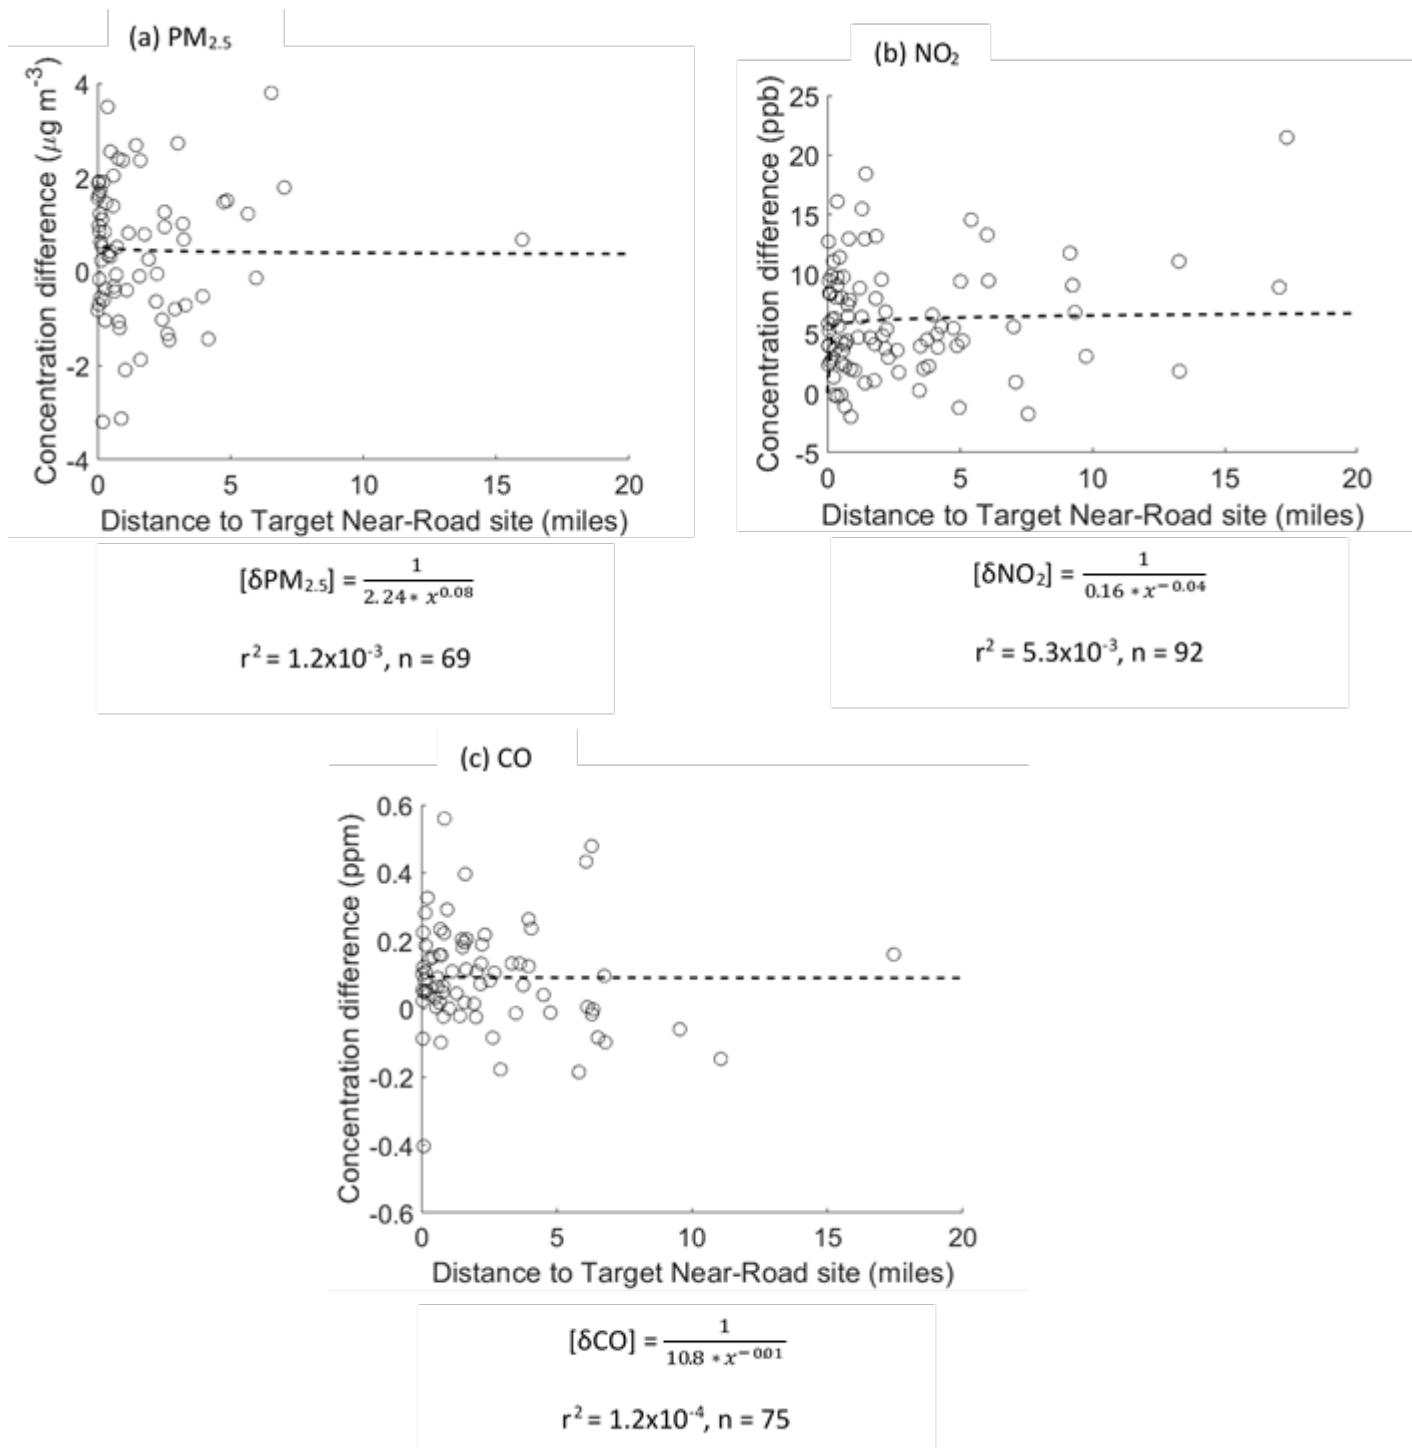 (a) PM₂.₅
Concentration difference (μg m⁻³)
4
2
0
-2
-4
0 5 10 15 20
Distance to Target Near-Road site (miles)
[δPM₂.₅] = 1 / 2.24 * x^0.08
r² = 1.2x10⁻³, n = 69
(b) NO₂
Concentration difference (ppb)
25
20
15
10
5
0
-5
0 5 10 15 20
Distance to Target Near-Road site (miles)
[δNO₂] = 1 / 0.16 * x^−0.04
r² = 5.3x10⁻³, n = 92
(c) CO
Concentration difference (ppm)
0.6
0.4
0.2
0
-0.2
-0.4
-0.6
0 5 10 15 20
Distance to Target Near-Road site (miles)
[δCO] = 1 / 10.8 * x^−001
r² = 1.2x10⁻⁴, n = 75